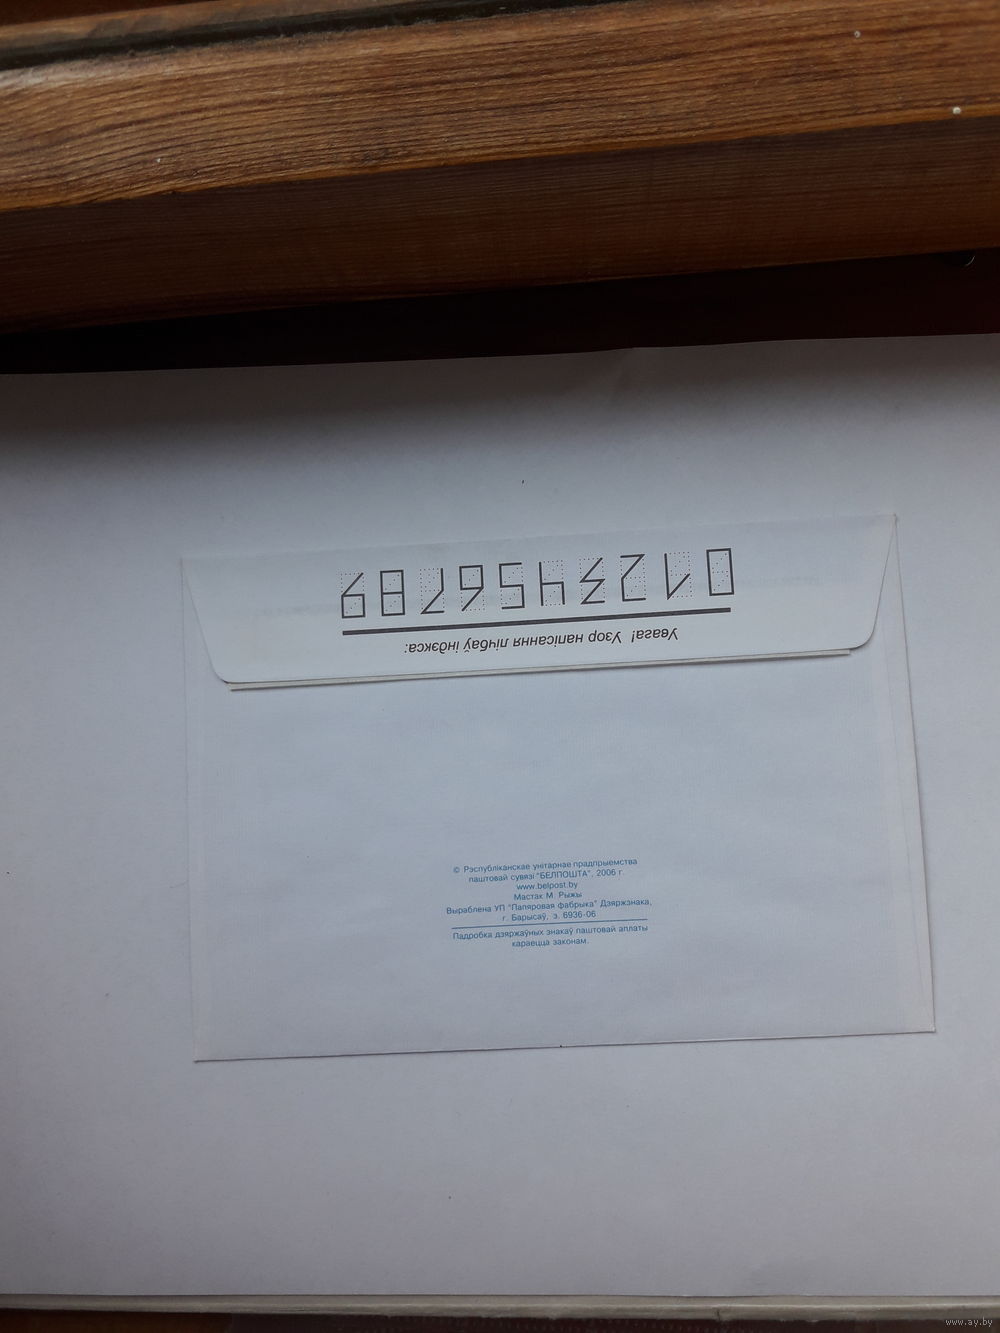 Увага! Узор напісання лічбаў індэкса:
0123456789
© Рэспубліканскае унітарнае прадпрыемства
паштовай сувязі "БЕЛПОШТА", 2006 г.
www.belpost.by
Мастак М. Рыжы
Выраблена УП "Папяровая фабрыка" Дзяржзнака,
г. Барысаў, з. 6936-06
Падробка дзяржаўных знакаў паштовай аплаты
караецца законам.
www.ay.by